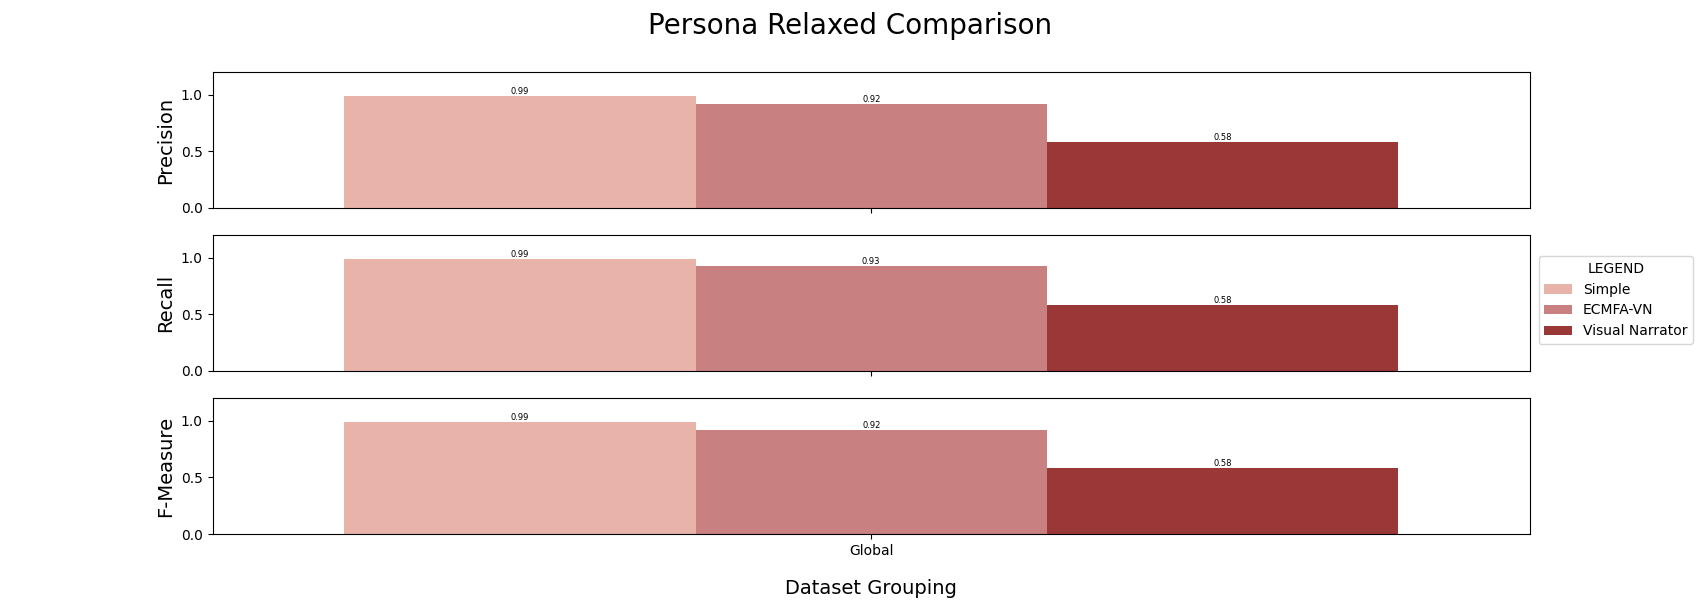 Persona Relaxed Comparison
Precision
1.0
0.5
0.0
0.99
0.92
0.58
Recall
1.0
0.5
0.0
0.99
0.93
0.58
F-Measure
1.0
0.5
0.0
0.99
0.92
0.58
Global
Dataset Grouping
LEGEND
Simple
ECMFA-VN
Visual Narrator